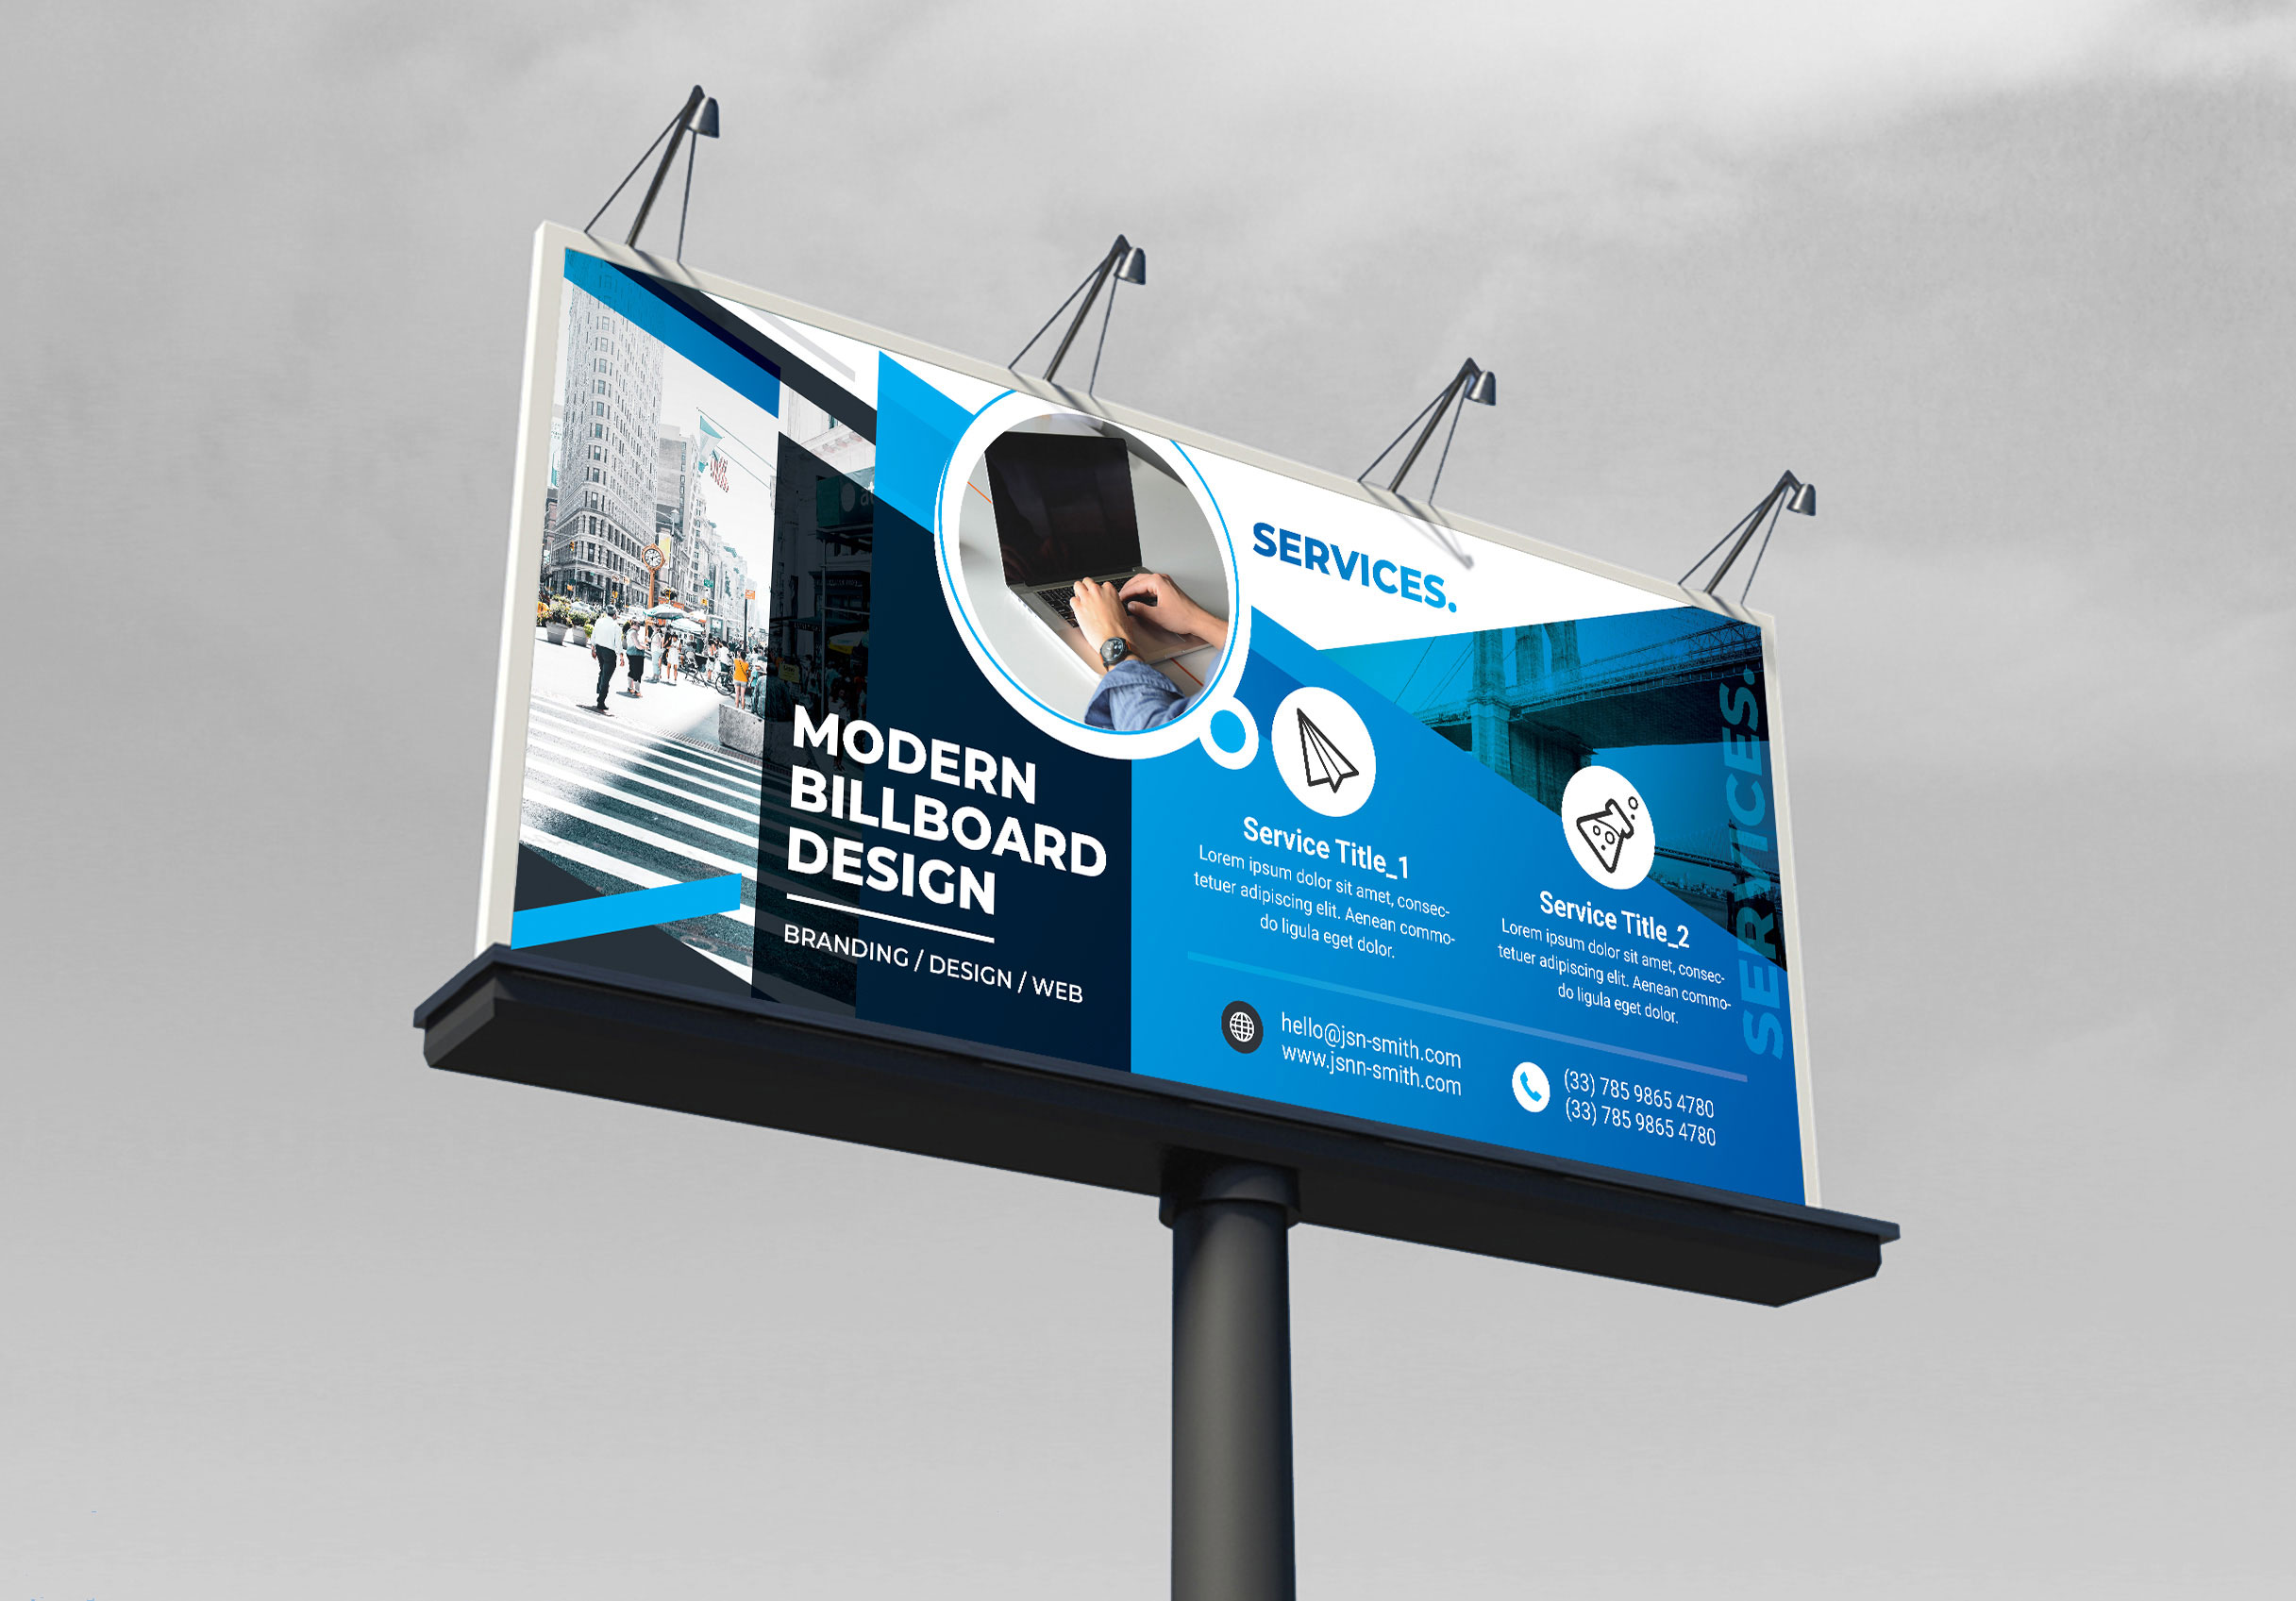 MODERN
BILLBOARD
DESIGN
BRANDING / DESIGN / WEB
SERVICES.
Service Title_1
Lorem ipsum dolor sit amet, consec-
tetuer adipiscing elit. Aenean commo-
do ligula eget dolor.
Service Title_2
Lorem ipsum dolor sit amet, consec-
tetuer adipiscing elit. Aenean commo-
do ligula eget dolor.
SERVICES.
hello@jsn-smith.com
www.jsnn-smith.com
(33) 785 9865 4780
(33) 785 9865 4780